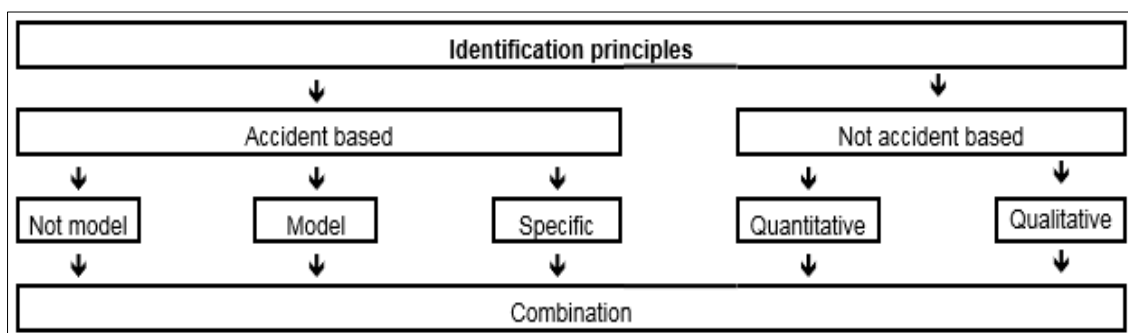 Identification principles
Accident based
Not accident based
Not model
Model
Specific
Quantitative
Qualitative
Combination